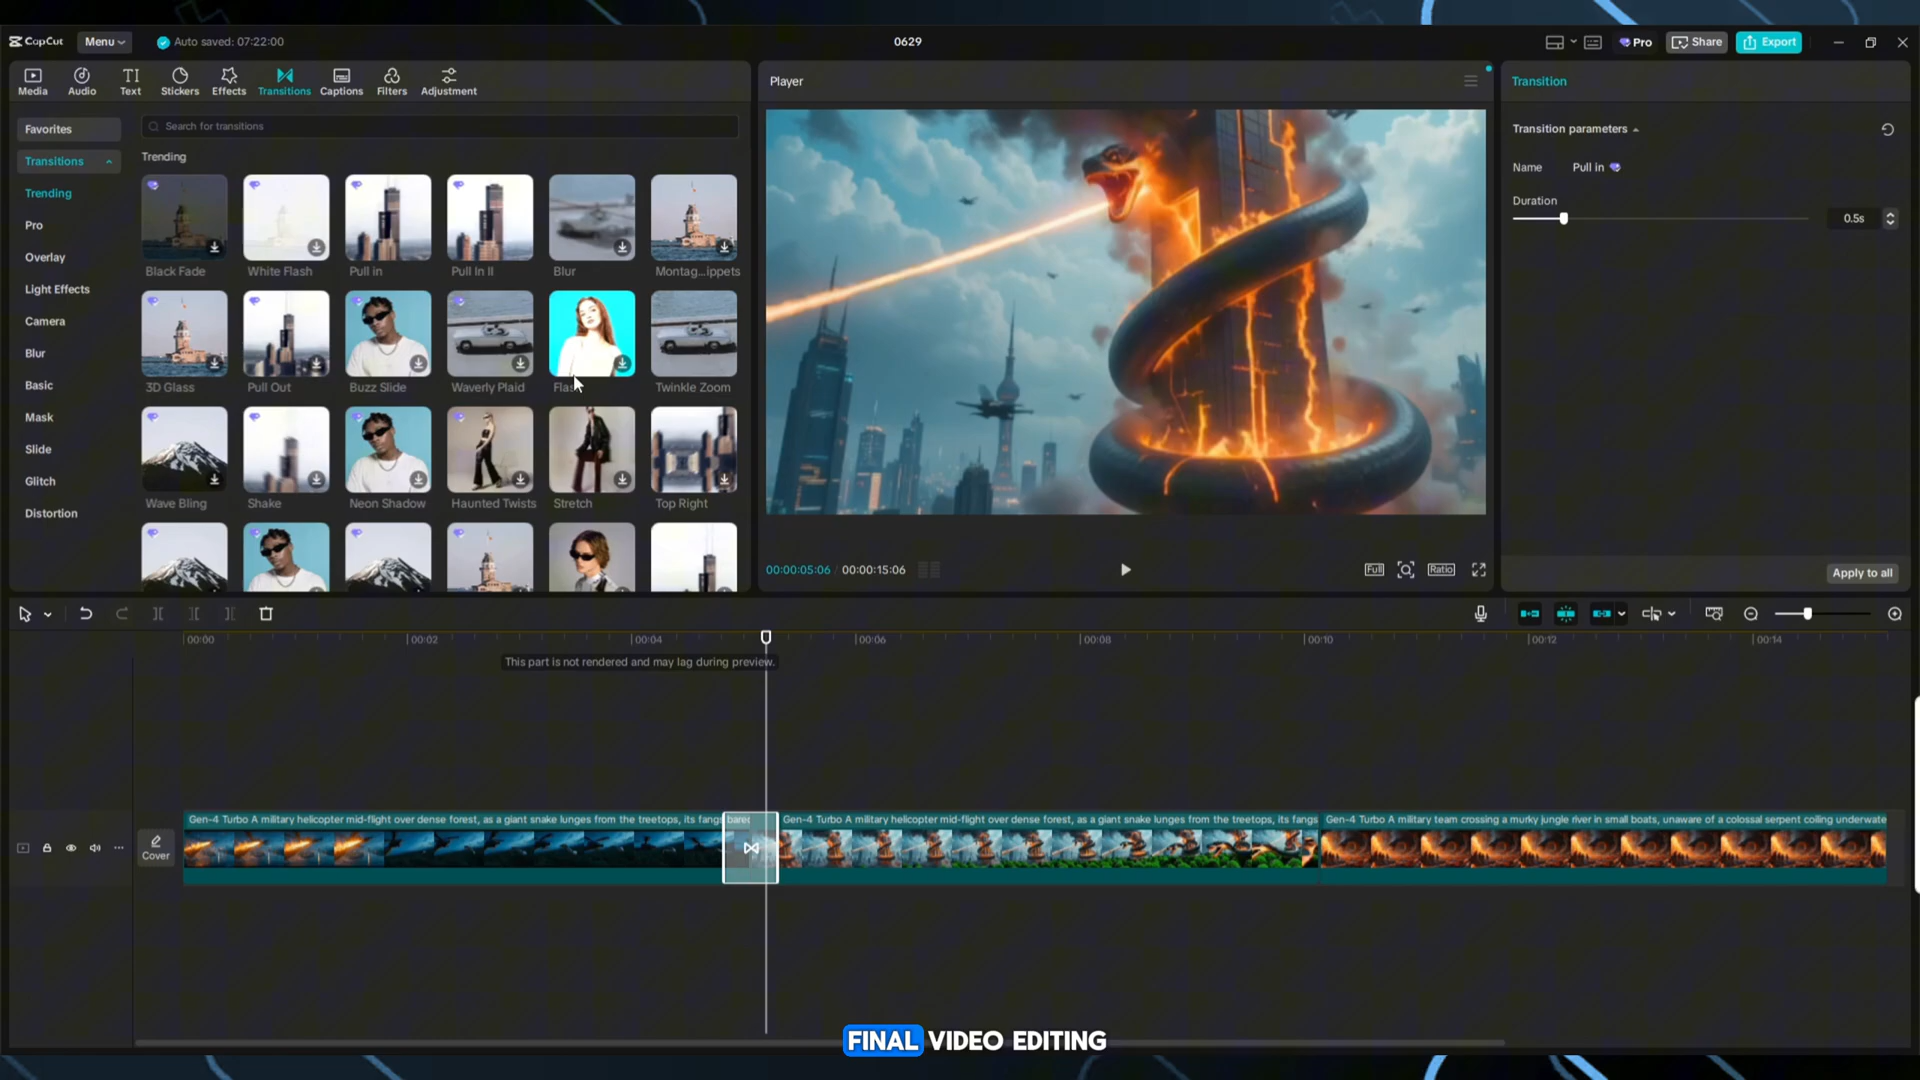 CapCut Menu Auto saved: 07:22:00 0629 Pro Share Export
Media Audio Text Stickers Effects Transitions Captions Filters Adjustment
Favorites
Transitions
Trending
Pro
Overlay
Light Effects
Camera
Blur
Basic
Mask
Slide
Glitch
Distortion
Search for transitions
Trending
Black Fade White Flash Pull in Pull In II Blur Montag...ippets
3D Glass Pull Out Buzz Slide Waverly Plaid Twinkle Zoom
Wave Bling Shake Neon Shadow Haunted Twists Stretch Top Right
Player
00:00:05:06 / 00:00:15:06
Full Ratio
Transition
Transition parameters
Name Pull in
Duration
0.5s
Apply to all
00:00 00:02 00:04 00:06 00:08 00:10 00:12 00:14
This part is not rendered and may lag during preview.
Cover
Gen-4 Turbo A military helicopter mid-flight over dense forest, as a giant snake lunges from the treetops, its fangs bared
Gen-4 Turbo A military helicopter mid-flight over dense forest, as a giant snake lunges from the treetops, its fangs
Gen-4 Turbo A military team crossing a murky jungle river in small boats, unaware of a colossal serpent coiling underwate
FINAL VIDEO EDITING